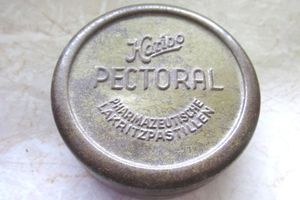 Haribo
PECTORAL
PHARMAZEUTISCHE
LAKRITZPASTILLEN